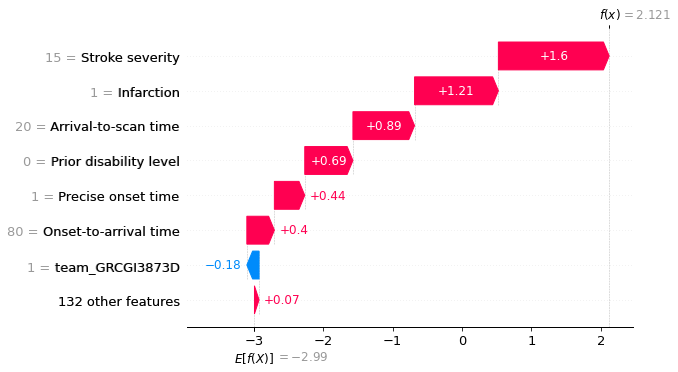 f(x) = 2.121
15 = Stroke severity +1.6
1 = Infarction +1.21
20 = Arrival-to-scan time +0.89
0 = Prior disability level +0.69
1 = Precise onset time +0.44
80 = Onset-to-arrival time +0.4
1 = team_GRCGI3873D −0.18
132 other features +0.07
−3 −2 −1 0 1 2
E[f(X)] = −2.99